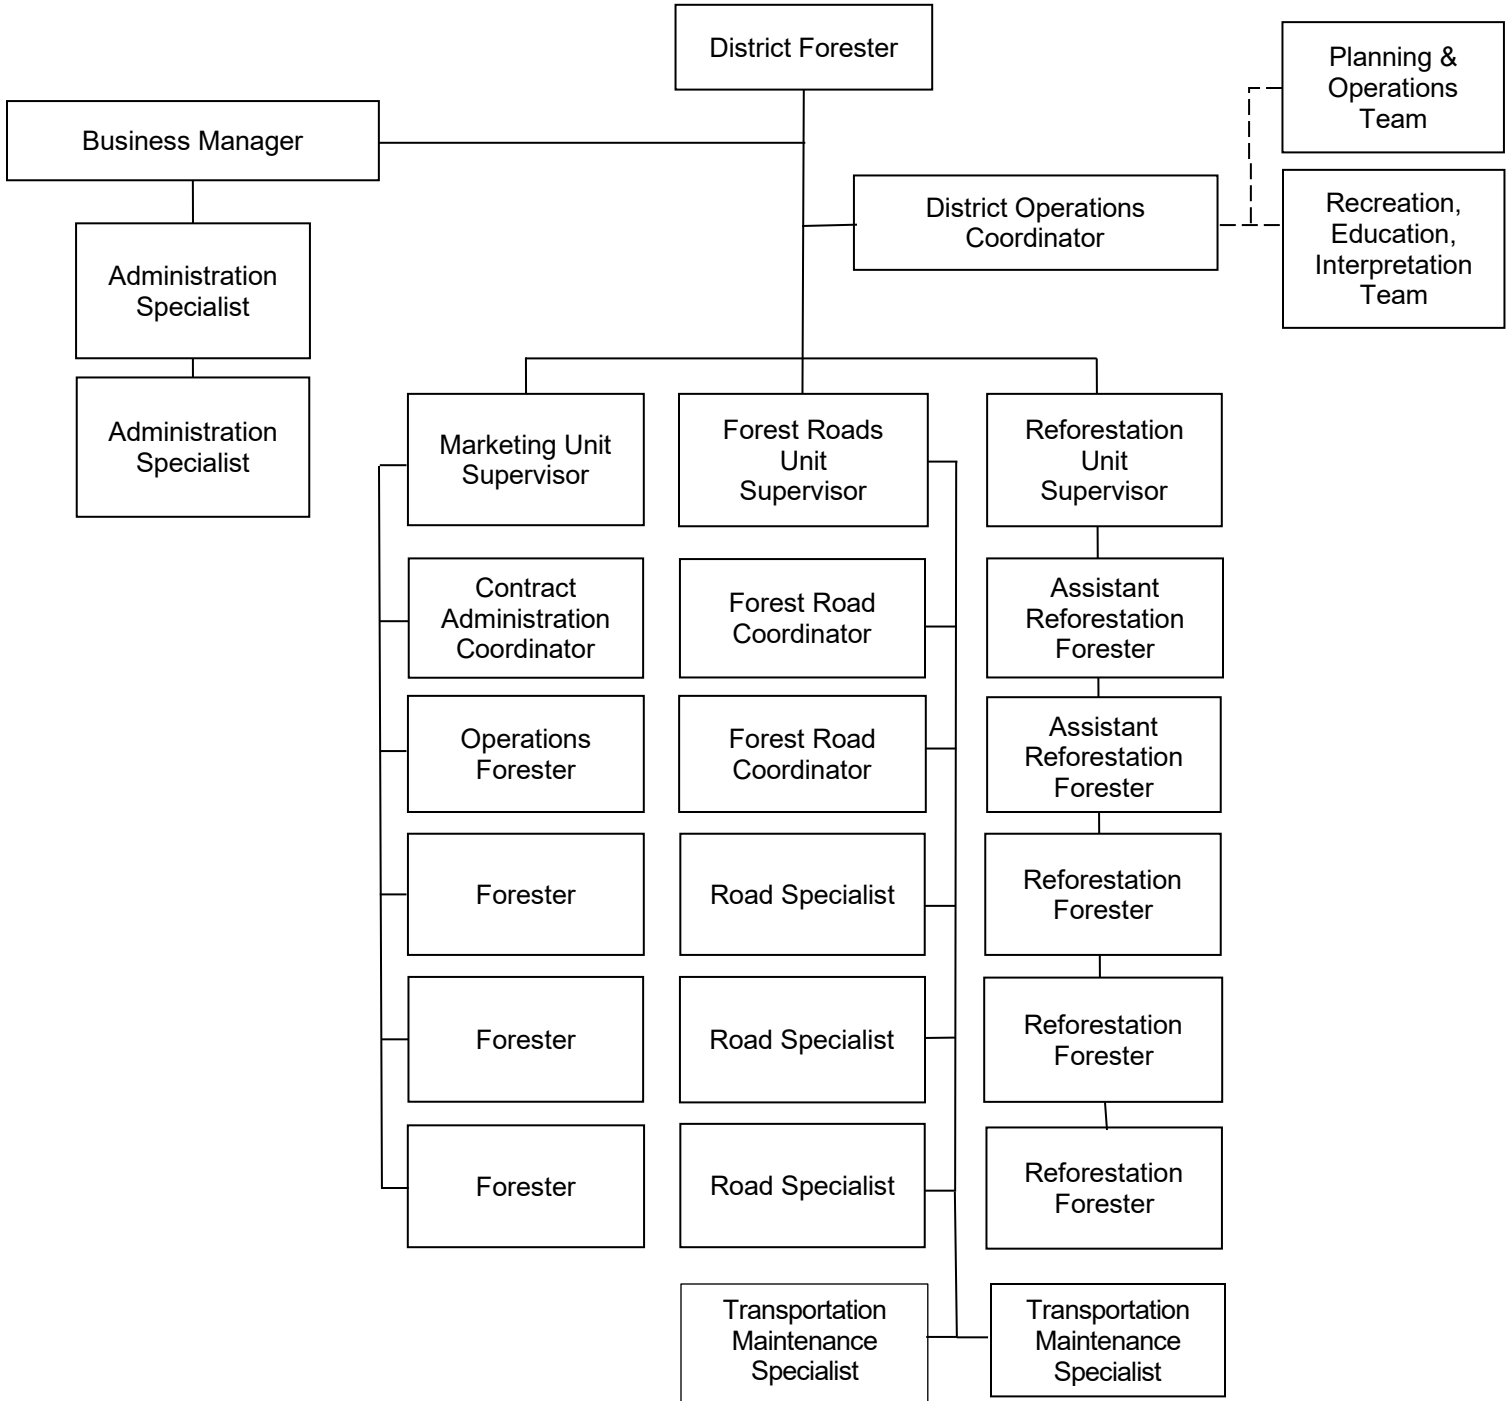 District Forester
Planning &
Operations
Team
Business Manager
District Operations
Coordinator
Recreation,
Education,
Interpretation
Team
Administration
Specialist
Administration
Specialist
Marketing Unit
Supervisor
Forest Roads
Unit
Supervisor
Reforestation
Unit
Supervisor
Contract
Administration
Coordinator
Forest Road
Coordinator
Assistant
Reforestation
Forester
Operations
Forester
Forest Road
Coordinator
Assistant
Reforestation
Forester
Forester
Road Specialist
Reforestation
Forester
Forester
Road Specialist
Reforestation
Forester
Forester
Road Specialist
Reforestation
Forester
Transportation
Maintenance
Specialist
Transportation
Maintenance
Specialist